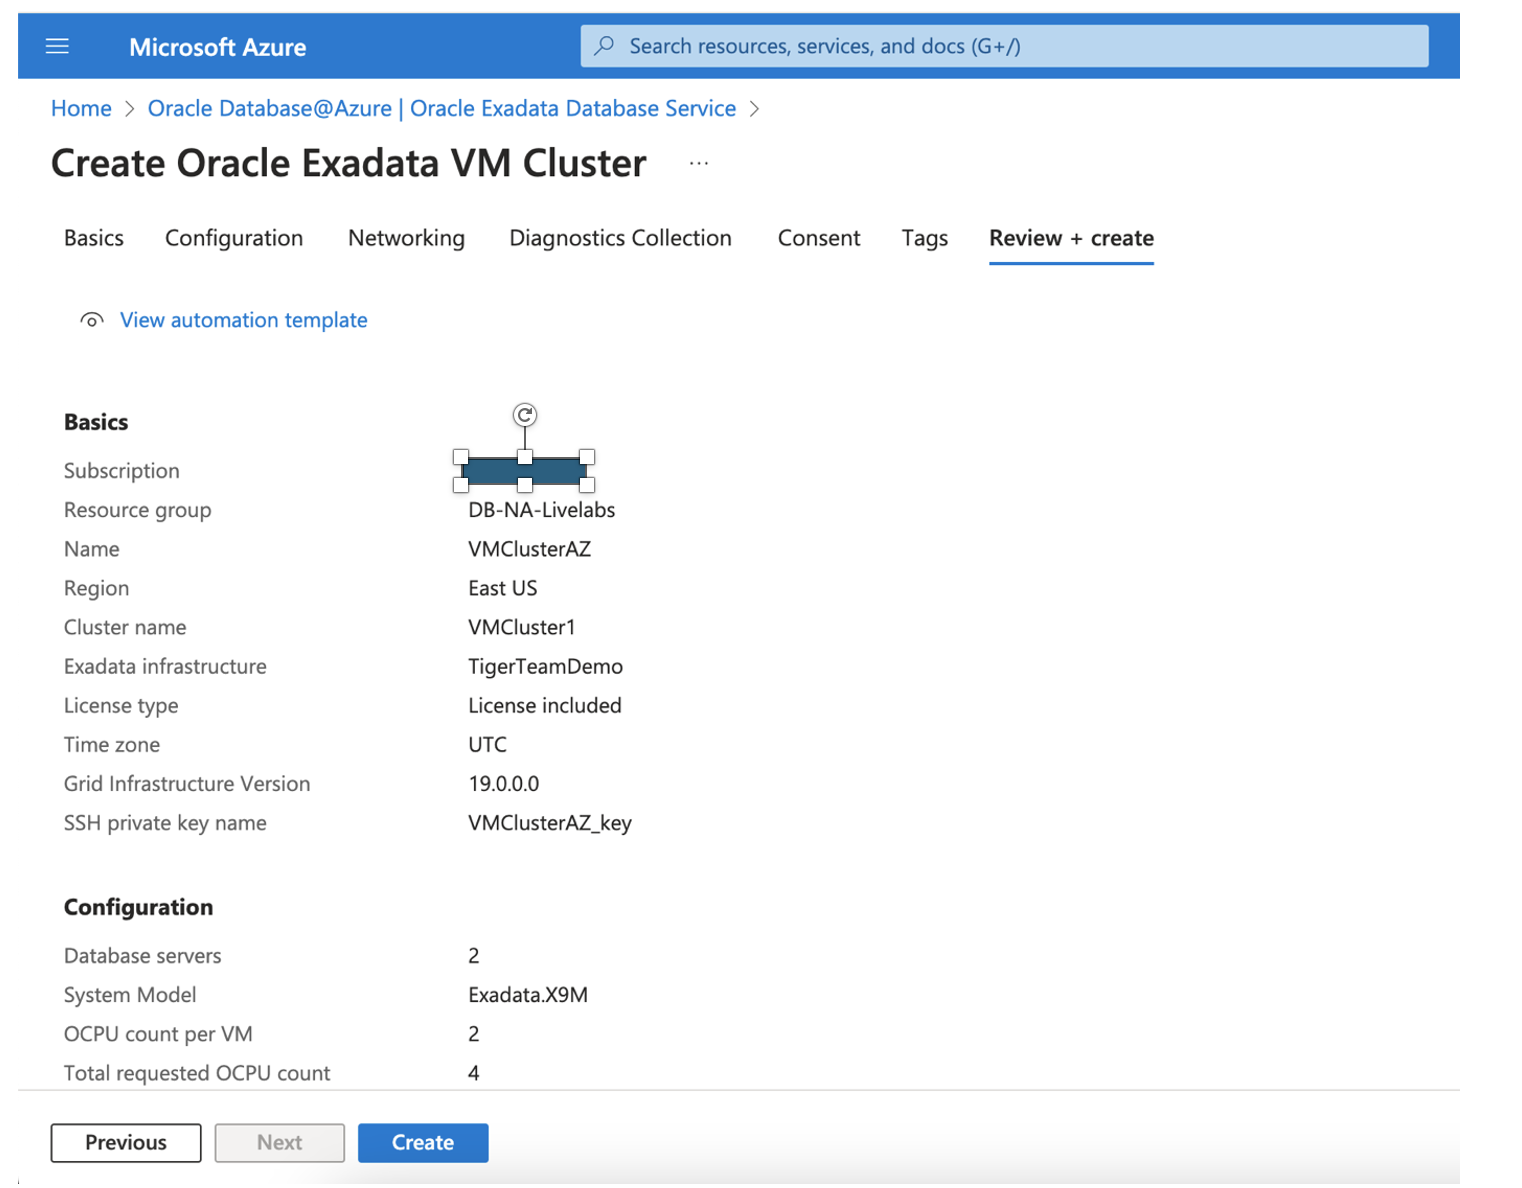 Microsoft Azure
Search resources, services, and docs (G+/)
Home > Oracle Database@Azure | Oracle Exadata Database Service >
Create Oracle Exadata VM Cluster ...
Basics Configuration Networking Diagnostics Collection Consent Tags Review + create
View automation template
Basics
Subscription
Resource group DB-NA-Livelabs
Name VMClusterAZ
Region East US
Cluster name VMCluster1
Exadata infrastructure TigerTeamDemo
License type License included
Time zone UTC
Grid Infrastructure Version 19.0.0.0
SSH private key name VMClusterAZ_key
Configuration
Database servers 2
System Model Exadata.X9M
OCPU count per VM 2
Total requested OCPU count 4
Previous Next Create